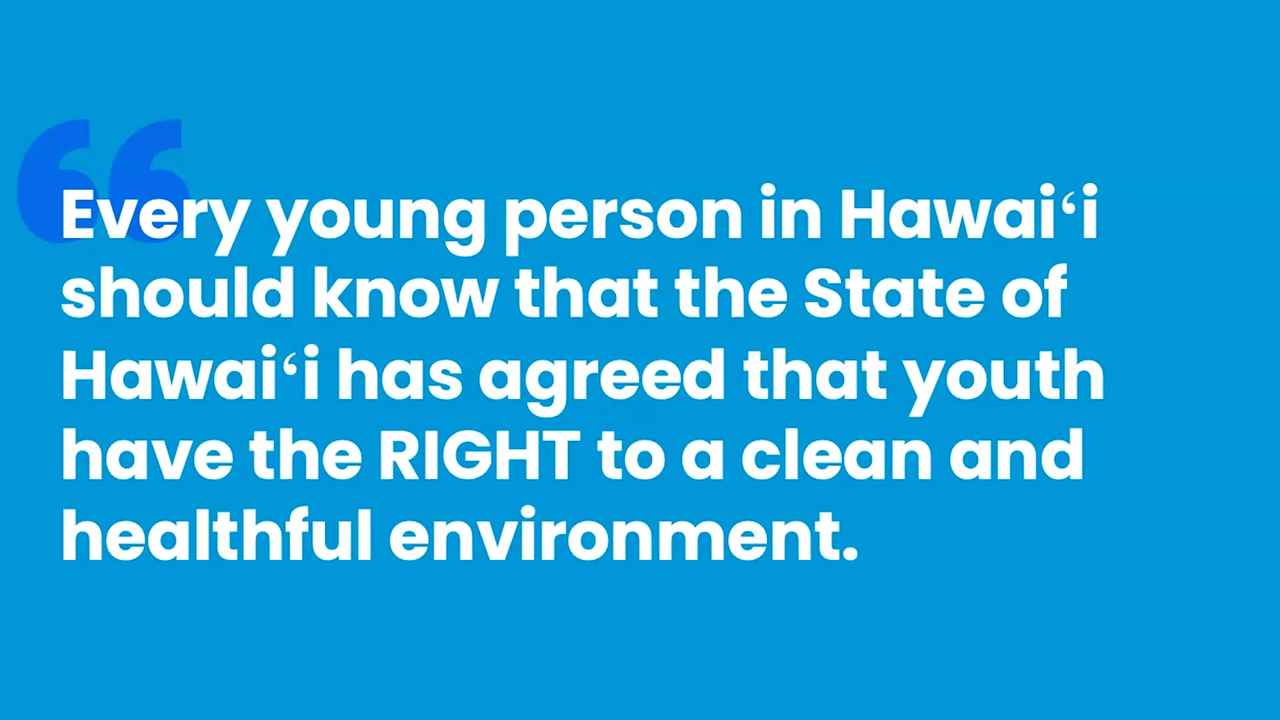 “
Every young person in Hawaiʻi
should know that the State of
Hawaiʻi has agreed that youth
have the RIGHT to a clean and
healthful environment.